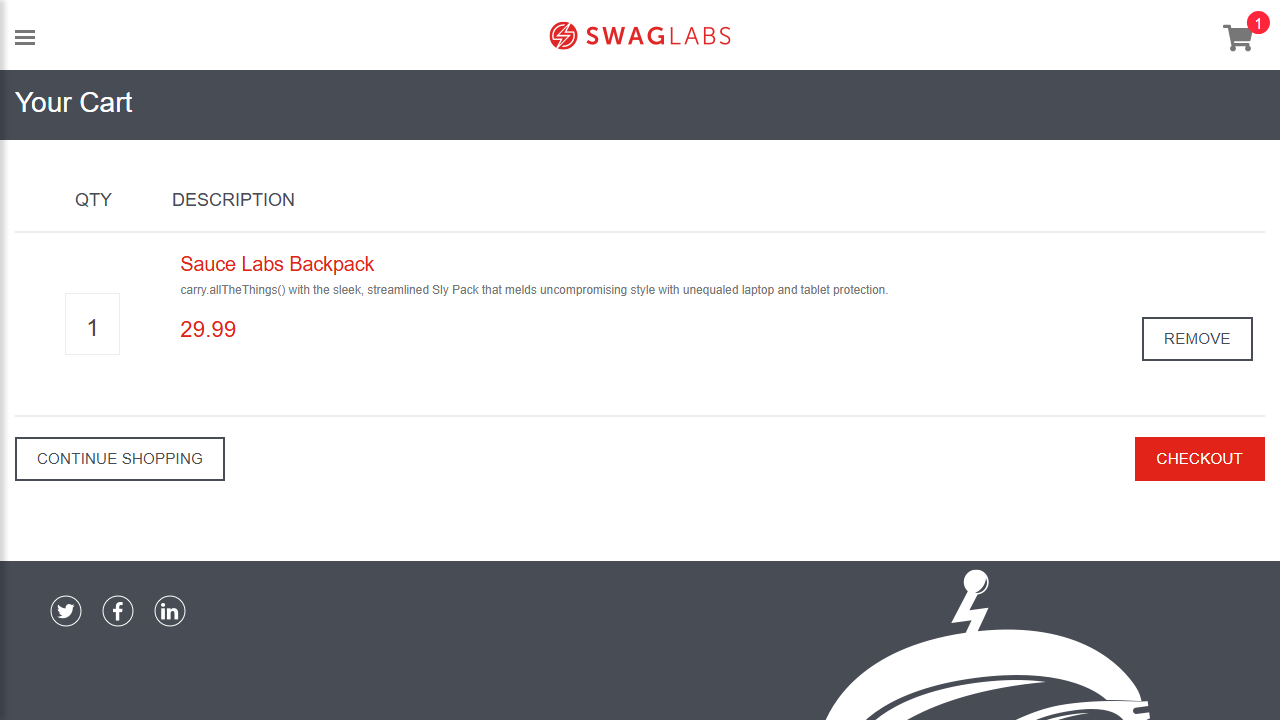 SWAGLABS
1
Your Cart
QTY DESCRIPTION
Sauce Labs Backpack
carry.allTheThings() with the sleek, streamlined Sly Pack that melds uncompromising style with unequaled laptop and tablet protection.
1
29.99
REMOVE
CONTINUE SHOPPING
CHECKOUT